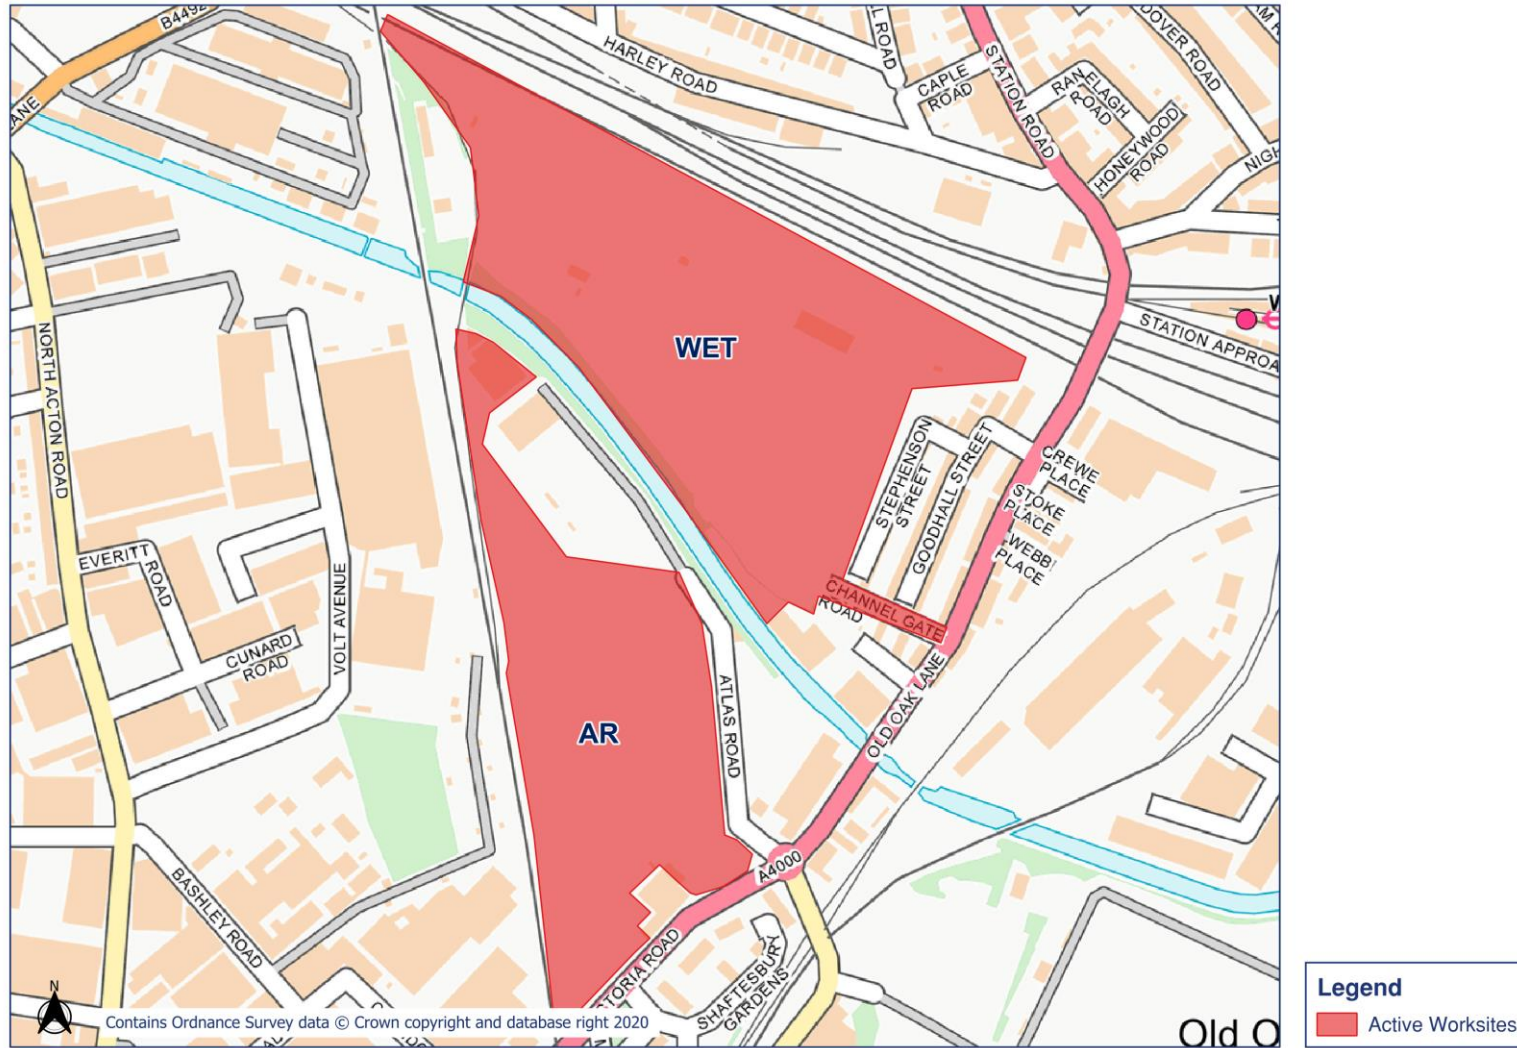 B4492
HARLEY ROAD
CAPLE
ROAD
STATION ROAD
RANELAGH
ROAD
HONEYWOOD
ROAD
STATION APPROA
NORTH ACTON ROAD
WET
STEPHENSON
STREET
GOODHALL STREET
CREWE
PLACE
STOKE
PLACE
WEBB
PLACE
EVERITT
ROAD
CHANNEL GATE
ROAD
CUNARD
ROAD
VOLT AVENUE
ATLAS ROAD
OLD OAK LANE
AR
A4000
BASHLEY ROAD
TORIA ROAD
SHAFTESBURY
GARDENS
N
Contains Ordnance Survey data © Crown copyright and database right 2020
Old O
Legend
Active Worksites